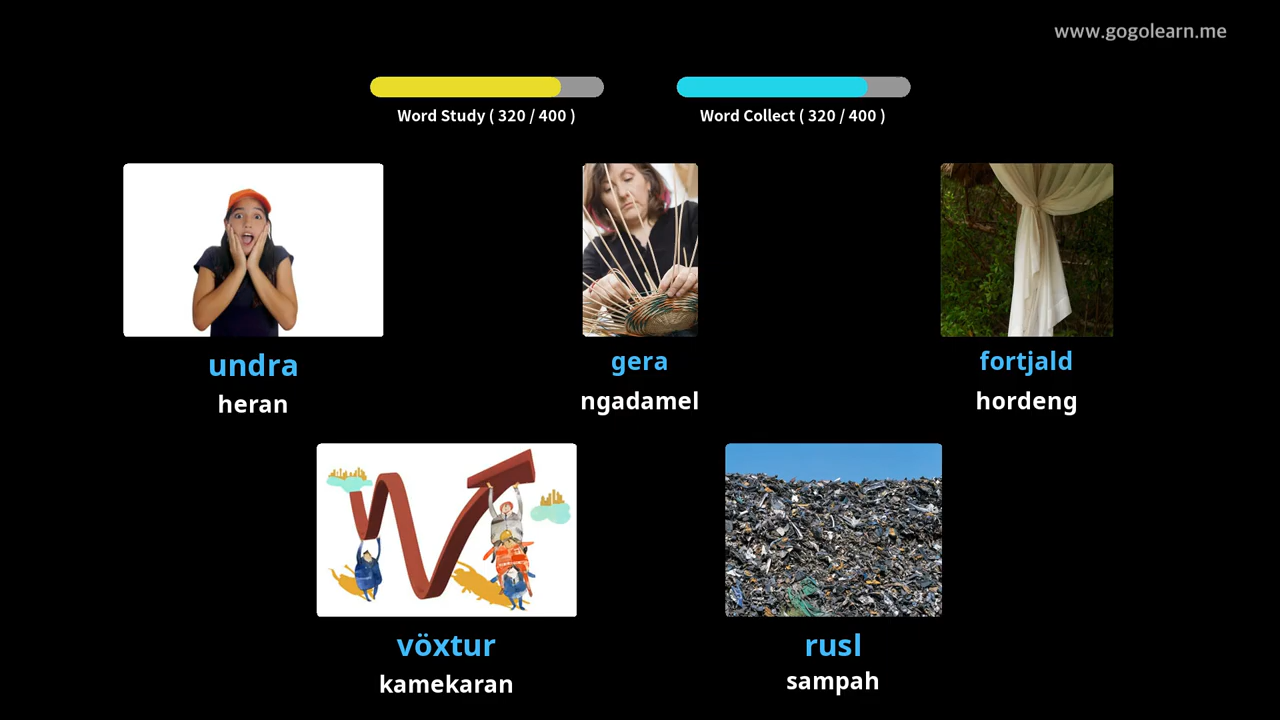 www.gogolearn.me
Word Study ( 320 / 400 )
Word Collect ( 320 / 400 )
undra
heran
gera
ngadamel
fortjald
hordeng
vöxtur
kamekaran
rusl
sampah